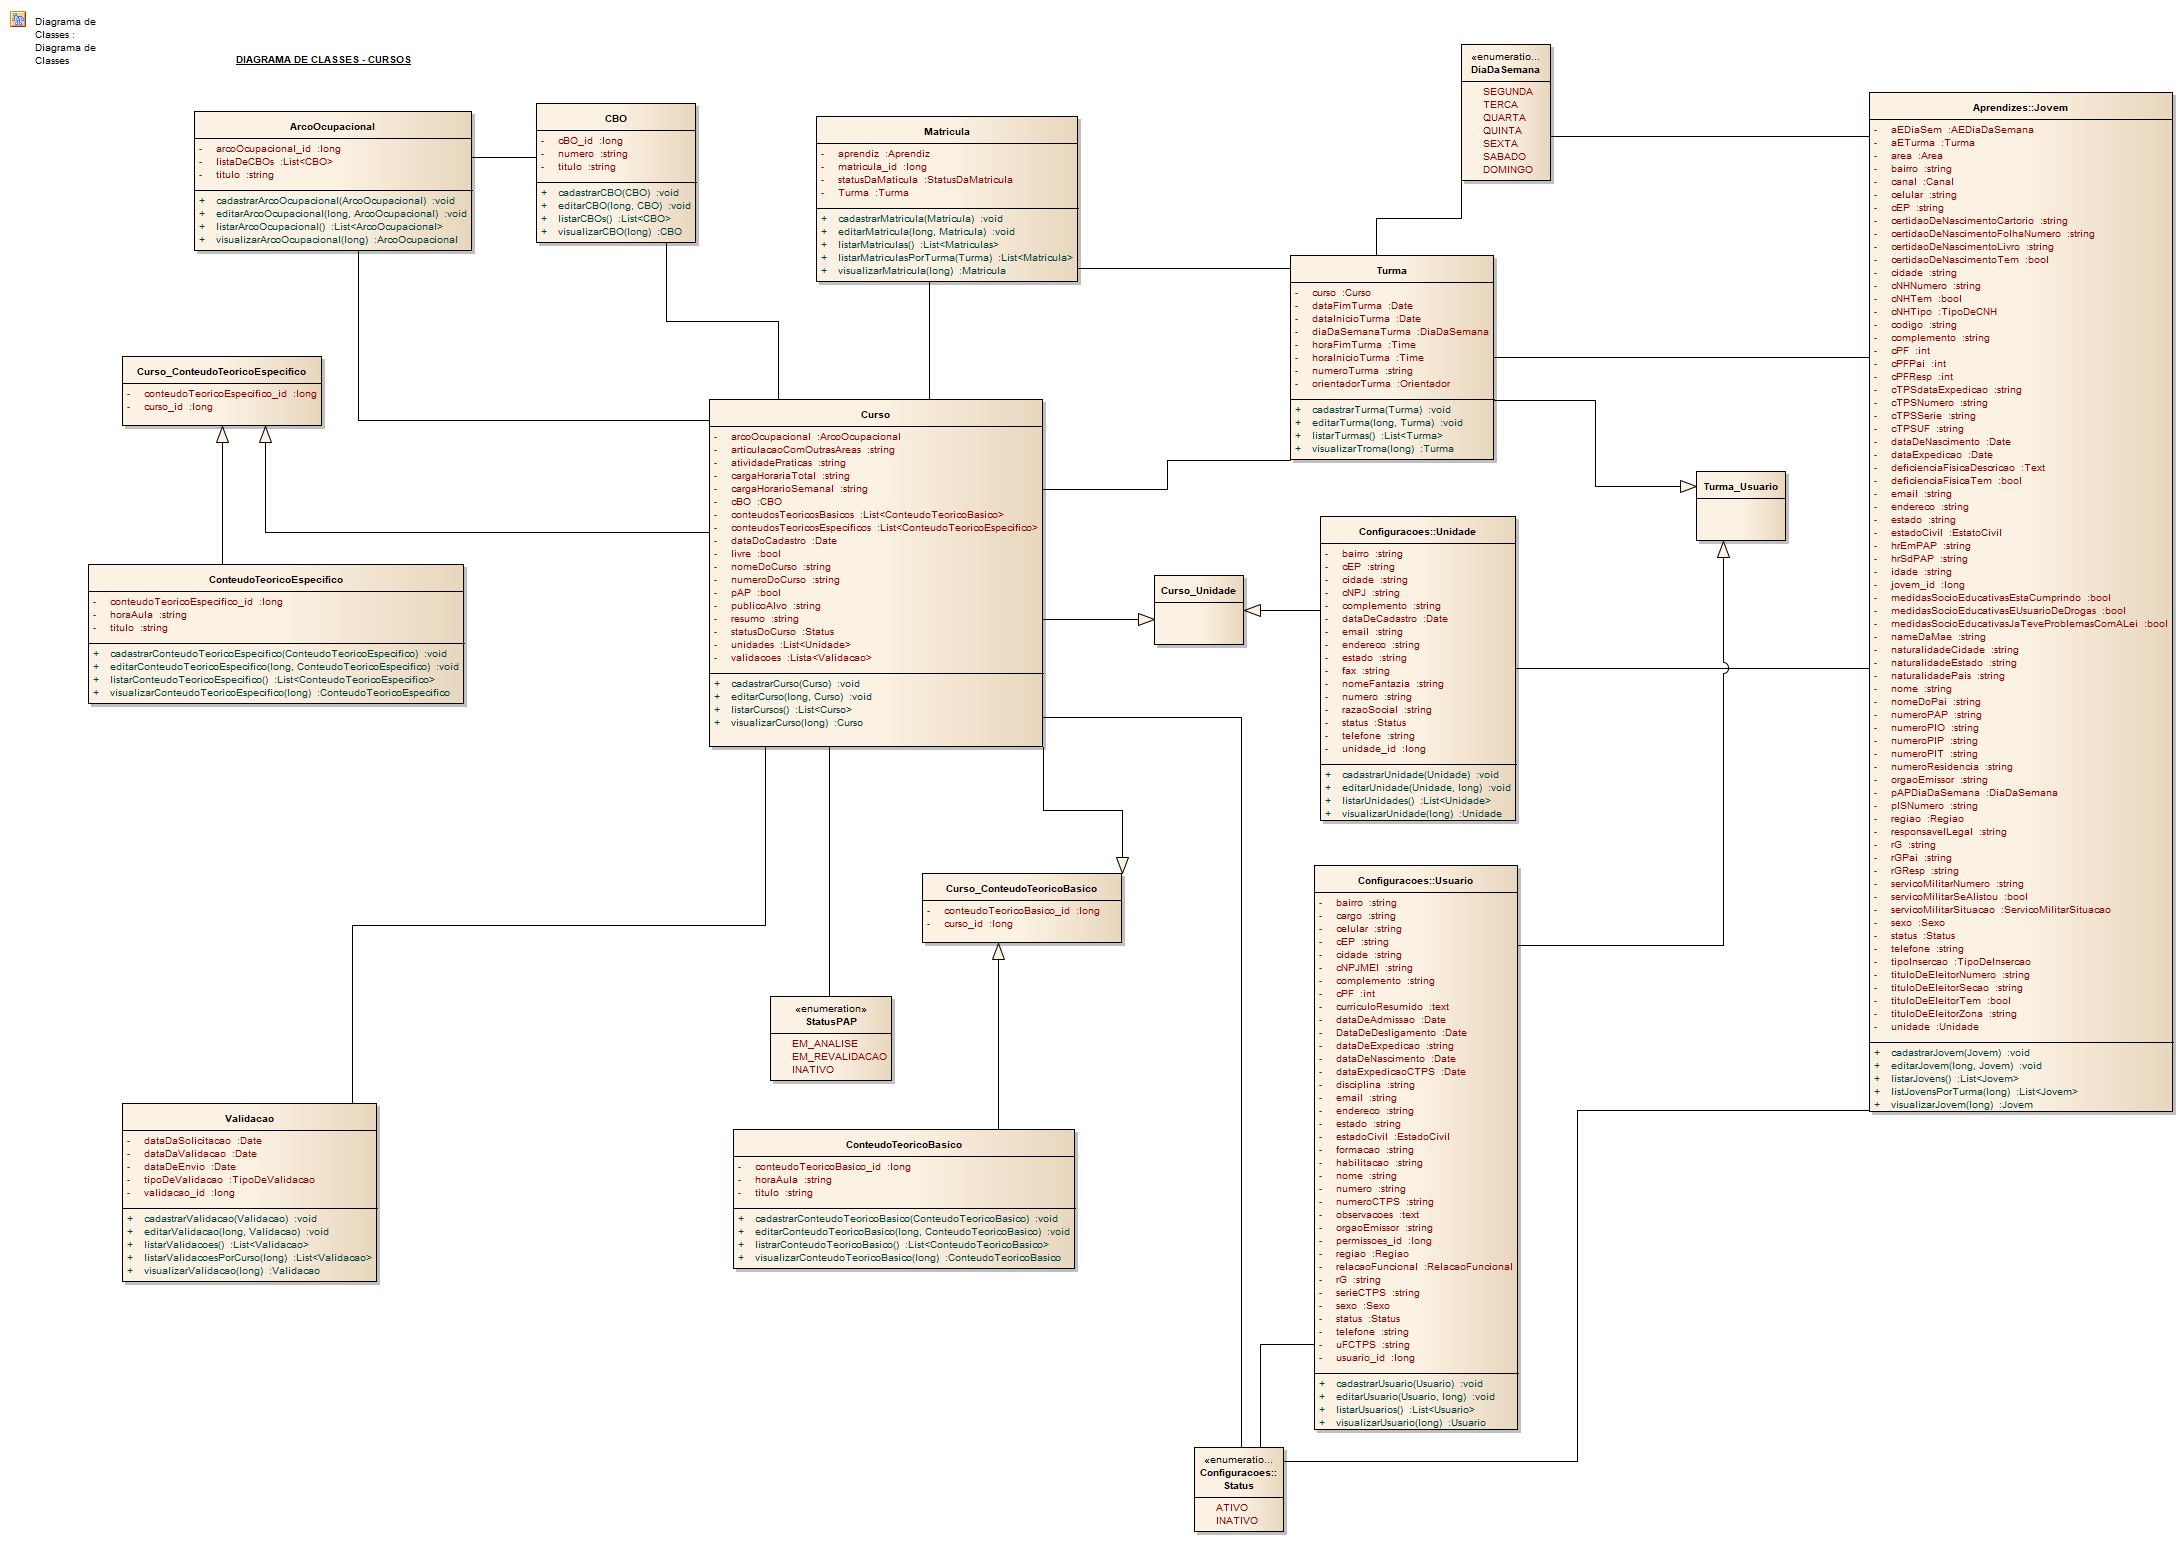 Diagrama de
Classes :
Diagrama de
Classes
DIAGRAMA DE CLASSES - CURSOS
ArcoOcupacional
- arcoOcupacional_id :long
- listaDeCBOs :List<CBO>
- titulo :string
+ cadastrarArcoOcupacional(ArcoOcupacional) :void
+ editarArcoOcupacional(long, ArcoOcupacional) :void
+ listarArcoOcupacional() :List<ArcoOcupacional>
+ visualizarArcoOcupacional(long) :ArcoOcupacional
CBO
- cBO_id :long
- numero :string
- titulo :string
+ cadastrarCBO(CBO) :void
+ editarCBO(long, CBO) :void
+ listarCBOs() :List<CBO>
+ visualizarCBO(long) :CBO
Matricula
- aprendiz :Aprendiz
- matricula_id :long
- statusDaMaticula :StatusDaMatricula
- Turma :Turma
+ cadastrarMatricula(Matricula) :void
+ editarMatricula(long, Matricula) :void
+ listarMatriculas() :List<Matriculas>
+ listarMatriculasPorTurma(Turma) :List<Matricula>
+ visualizarMatricula(long) :Matricula
«enumeratio...
DiaDaSemana
SEGUNDA
TERCA
QUARTA
QUINTA
SEXTA
SABADO
DOMINGO
Turma
- curso :Curso
- dataFimTurma :Date
- dataInicioTurma :Date
- diaDaSemanaTurma :DiaDaSemana
- horaFimTurma :Time
- horaInicioTurma :Time
- numeroTurma :string
- orientadorTurma :Orientador
+ cadastrarTurma(Turma) :void
+ editarTurma(long, Turma) :void
+ listarTurmas() :List<Turma>
+ visualizarTroma(long) :Turma
Aprendizes::Jovem
- aEDiaSem :AEDiaDaSemana
- aETurma :Turma
- area :Area
- bairro :string
- canal :Canal
- celular :string
- cEP :string
- certidaoDeNascimentoCartorio :string
- certidaoDeNascimentoFolhaNumero :string
- certidaoDeNascimentoLivro :string
- certidaoDeNascimentoTem :bool
- cidade :string
- cNHNumero :string
- cNHTem :bool
- cNHTipo :TipoDeCNH
- codigo :string
- complemento :string
- cPF :int
- cPFPai :int
- cPFResp :int
- cTPSdataExpedicao :string
- cTPSNumero :string
- cTPSSerie :string
- cTPSUF :string
- dataDeNascimento :Date
- dataExpedicao :Date
- deficienciaFisicaDescricao :Text
- deficienciaFisicaTem :bool
- email :string
- endereco :string
- estado :string
- estadoCivil :EstatoCivil
- hrEmPAP :string
- hrSdPAP :string
- idade :string
- jovem_id :long
- medidasSocioEducativasEstaCumprindo :bool
- medidasSocioEducativasEUsuarioDeDrogas :bool
- medidasSocioEducativasJaTeveProblemasComALei :bool
- nameDaMae :string
- naturalidadeCidade :string
- naturalidadeEstado :string
- naturalidadePais :string
- nome :string
- nomeDoPai :string
- numeroPAP :string
- numeroPIO :string
- numeroPIP :string
- numeroPIT :string
- numeroResidencia :string
- orgaoEmissor :string
- pAPDiaDaSemana :DiaDaSemana
- pISNumero :string
- regiao :Regiao
- responsavelLegal :string
- rG :string
- rGPai :string
- rGResp :string
- servicoMilitarNumero :string
- servicoMilitarSeAlistou :bool
- servicoMilitarSituacao :ServicoMilitarSituacao
- sexo :Sexo
- status :Status
- telefone :string
- tipoInsercao :TipoDeInsercao
- tituloDeEleitorNumero :string
- tituloDeEleitorSecao :string
- tituloDeEleitorTem :bool
- tituloDeEleitorZona :string
- unidade :Unidade
+ cadastrarJovem(Jovem) :void
+ editarJovem(long, Jovem) :void
+ listarJovens() :List<Jovem>
+ listJovensPorTurma(long) :List<Jovem>
+ visualizarJovem(long) :Jovem
Curso_ConteudoTeoricoEspecifico
- conteudoTeoricoEspecifico_id :long
- curso_id :long
Curso
- arcoOcupacional :ArcoOcupacional
- articulacaoComOutrasAreas :string
- atividadePraticas :string
- cargaHorariaTotal :string
- cargaHorarioSemanal :string
- cBO :CBO
- conteudosTeoricosBasicos :List<ConteudoTeoricoBasico>
- conteudosTeoricosEspecificos :List<ConteudoTeoricoEspecifico>
- dataDoCadastro :Date
- livre :bool
- nomeDoCurso :string
- numeroDoCurso :string
- pAP :bool
- publicoAlvo :string
- resumo :string
- statusDoCurso :Status
- unidades :List<Unidade>
- validacoes :Lista<Validacao>
+ cadastrarCurso(Curso) :void
+ editarCurso(long, Curso) :void
+ listarCursos() :List<Curso>
+ visualizarCurso(long) :Curso
Turma_Usuario
ConteudoTeoricoEspecifico
- conteudoTeoricoEspecifico_id :long
- horaAula :string
- titulo :string
+ cadastrarConteudoTeoricoEspecifico(ConteudoTeoricoEspecifico) :void
+ editarConteudoTeoricoEspecifico(long, ConteudoTeoricoEspecifico) :void
+ listarConteudoTeoricoEspecifico() :List<ConteudoTeoricoEspecifico>
+ visualizarConteudoTeoricoEspecifico(long) :ConteudoTeoricoEspecifico
Curso_Unidade
Configuracoes::Unidade
- bairro :string
- cEP :string
- cidade :string
- cNPJ :string
- complemento :string
- dataDeCadastro :Date
- email :string
- endereco :string
- estado :string
- fax :string
- nomeFantazia :string
- numero :string
- razaoSocial :string
- status :Status
- telefone :string
- unidade_id :long
+ cadastrarUnidade(Unidade) :void
+ editarUnidade(Unidade, long) :void
+ listarUnidades() :List<Unidade>
+ visualizarUnidade(long) :Unidade
Curso_ConteudoTeoricoBasico
- conteudoTeoricoBasico_id :long
- curso_id :long
Configuracoes::Usuario
- bairro :string
- cargo :string
- celular :string
- cEP :string
- cidade :string
- cNPJMEI :string
- complemento :string
- cPF :int
- curriculoResumido :text
- dataDeAdmissao :Date
- DataDeDesligamento :Date
- dataDeExpedicao :string
- dataDeNascimento :Date
- dataExpedicaoCTPS :Date
- disciplina :string
- email :string
- endereco :string
- estado :string
- estadoCivil :EstadoCivil
- formacao :string
- habilitacao :string
- nome :string
- numero :string
- numeroCTPS :string
- observacoes :text
- orgaoEmissor :string
- permissoes_id :long
- regiao :Regiao
- relacaoFuncional :RelacaoFuncional
- rG :string
- serieCTPS :string
- sexo :Sexo
- status :Status
- telefone :string
- uFCTPS :string
- usuario_id :long
+ cadastrarUsuario(Usuario) :void
+ editarUsuario(Usuario, long) :void
+ listarUsuarios() :List<Usuario>
+ visualizarUsuario(long) :Usuario
«enumeration»
StatusPAP
EM_ANALISE
EM_REVALIDACAO
INATIVO
Validacao
- dataDaSolicitacao :Date
- dataDaValidacao :Date
- dataDeEnvio :Date
- tipoDeValidacao :TipoDeValidacao
- validacao_id :long
+ cadastrarValidacao(Validacao) :void
+ editarValidacao(long, Validacao) :void
+ listarValidacoes() :List<Validacao>
+ listarValidacoesPorCurso(long) :List<Validacao>
+ visualizarValidacao(long) :Validacao
ConteudoTeoricoBasico
- conteudoTeoricoBasico_id :long
- horaAula :string
- titulo :string
+ cadastrarConteudoTeoricoBasico(ConteudoTeoricoBasico) :void
+ editarConteudoTeoricoBasico(long, ConteudoTeoricoBasico) :void
+ listrarConteudoTeoricoBasico() :List<ConteudoTeoricoBasico>
+ visualizarConteudoTeoricoBasico(long) :ConteudoTeoricoBasico
«enumeratio...
Configuracoes::
Status
ATIVO
INATIVO